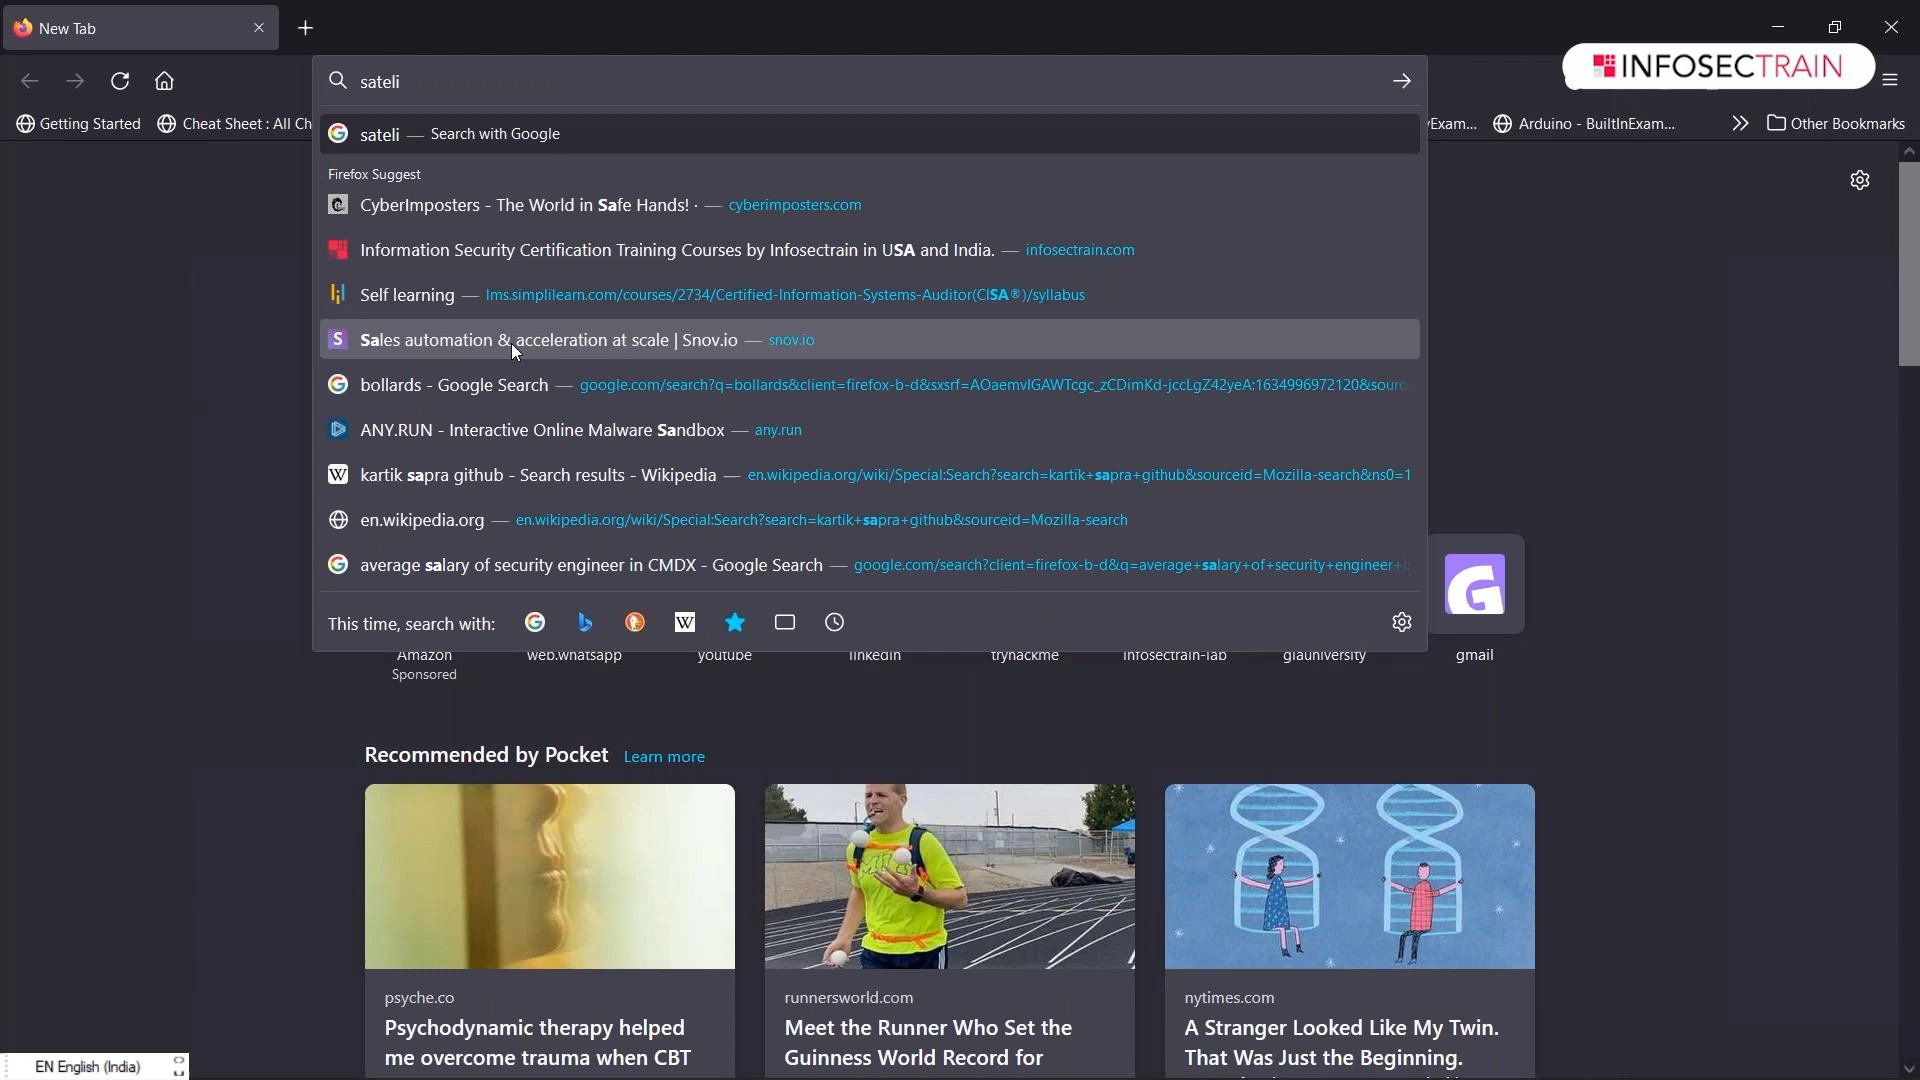 New Tab
INFOSECTRAIN
sateli
Getting Started
Cheat Sheet : All Ch
yExam...
Arduino - BuiltInExam...
Other Bookmarks
sateli — Search with Google
Firefox Suggest
CyberImposters - The World in Safe Hands! · — cyberimposters.com
Information Security Certification Training Courses by Infosectrain in USA and India. — infosectrain.com
Self learning — lms.simplilearn.com/courses/2734/Certified-Information-Systems-Auditor(CISA®)/syllabus
Sales automation & acceleration at scale | Snov.io — snov.io
bollards - Google Search — google.com/search?q=bollards&client=firefox-b-d&sxsrf=AOaemvIGAWTcgc_zCDimKd-jccLgZ42yeA:1634996972120&sourc
ANY.RUN - Interactive Online Malware Sandbox — any.run
kartik sapra github - Search results - Wikipedia — en.wikipedia.org/wiki/Special:Search?search=kartik+sapra+github&sourceid=Mozilla-search&ns0=1
en.wikipedia.org — en.wikipedia.org/wiki/Special:Search?search=kartik+sapra+github&sourceid=Mozilla-search
average salary of security engineer in CMDX - Google Search — google.com/search?client=firefox-b-d&q=average+salary+of+security+engineer+i
This time, search with:
Amazon
Sponsored
web.whatsapp
youtube
linkedin
tryhackme
infosectrain-lab
glauniversity
gmail
Recommended by Pocket Learn more
psyche.co
Psychodynamic therapy helped
me overcome trauma when CBT
runnersworld.com
Meet the Runner Who Set the
Guinness World Record for
nytimes.com
A Stranger Looked Like My Twin.
That Was Just the Beginning.
EN English (India)